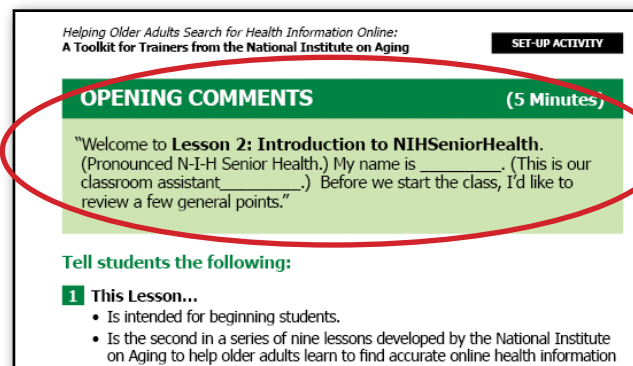 Helping Older Adults Search for Health Information Online:
A Toolkit for Trainers from the National Institute on Aging
SET-UP ACTIVITY
OPENING COMMENTS (5 Minutes)
"Welcome to Lesson 2: Introduction to NIHSeniorHealth.
(Pronounced N-I-H Senior Health.) My name is ________. (This is our
classroom assistant________.) Before we start the class, I'd like to
review a few general points."
Tell students the following:
1 This Lesson...
• Is intended for beginning students.
• Is the second in a series of nine lessons developed by the National Institute
on Aging to help older adults learn to find accurate online health information